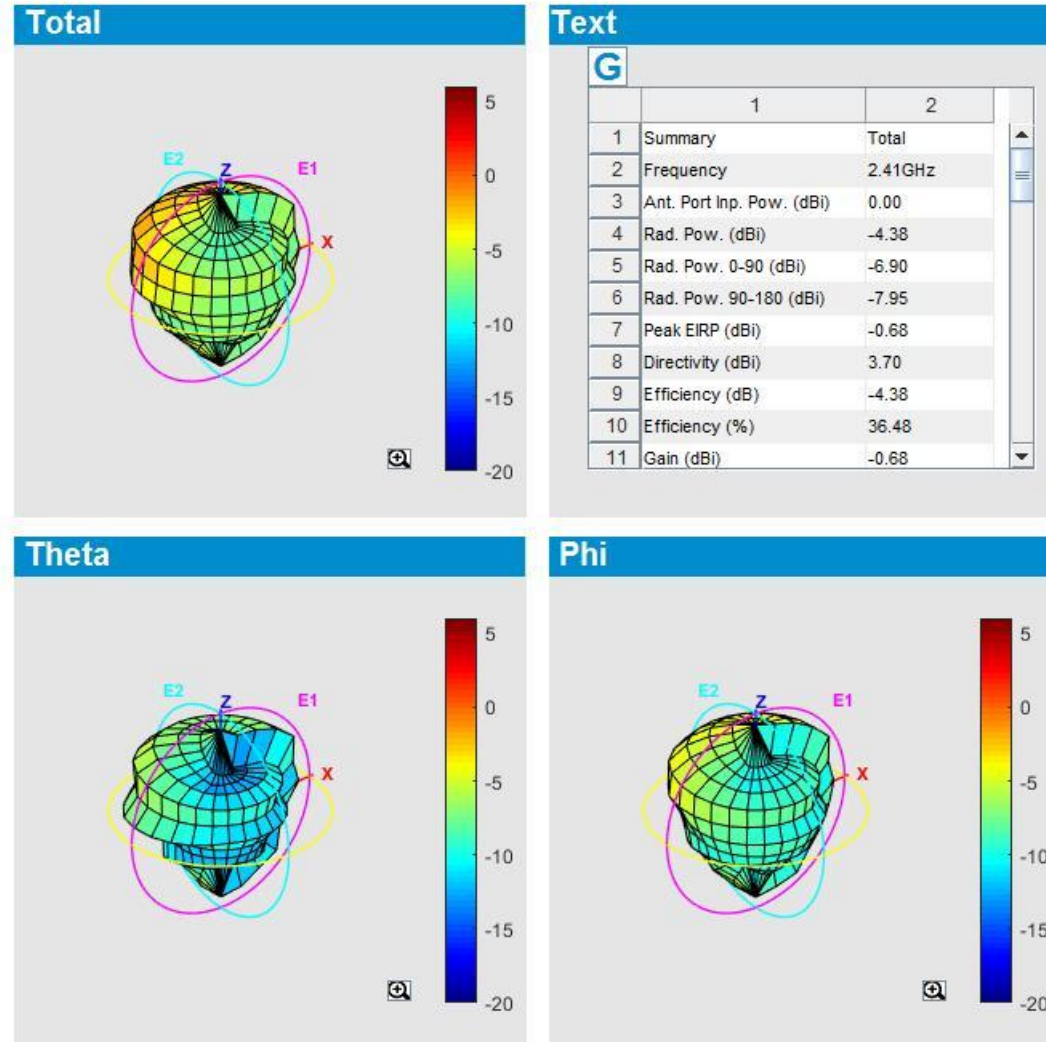 Total
Text
G
1 2
1 Summary Total
2 Frequency 2.41GHz
3 Ant. Port Inp. Pow. (dBi) 0.00
4 Rad. Pow. (dBi) -4.38
5 Rad. Pow. 0-90 (dBi) -6.90
6 Rad. Pow. 90-180 (dBi) -7.95
7 Peak EIRP (dBi) -0.68
8 Directivity (dBi) 3.70
9 Efficiency (dB) -4.38
10 Efficiency (%) 36.48
11 Gain (dBi) -0.68
E2 Z E1
X
5
0
-5
-10
-15
-20
Theta
E2 Z E1
X
5
0
-5
-10
-15
-20
Phi
E2 Z E1
X
5
0
-5
-10
-15
-20